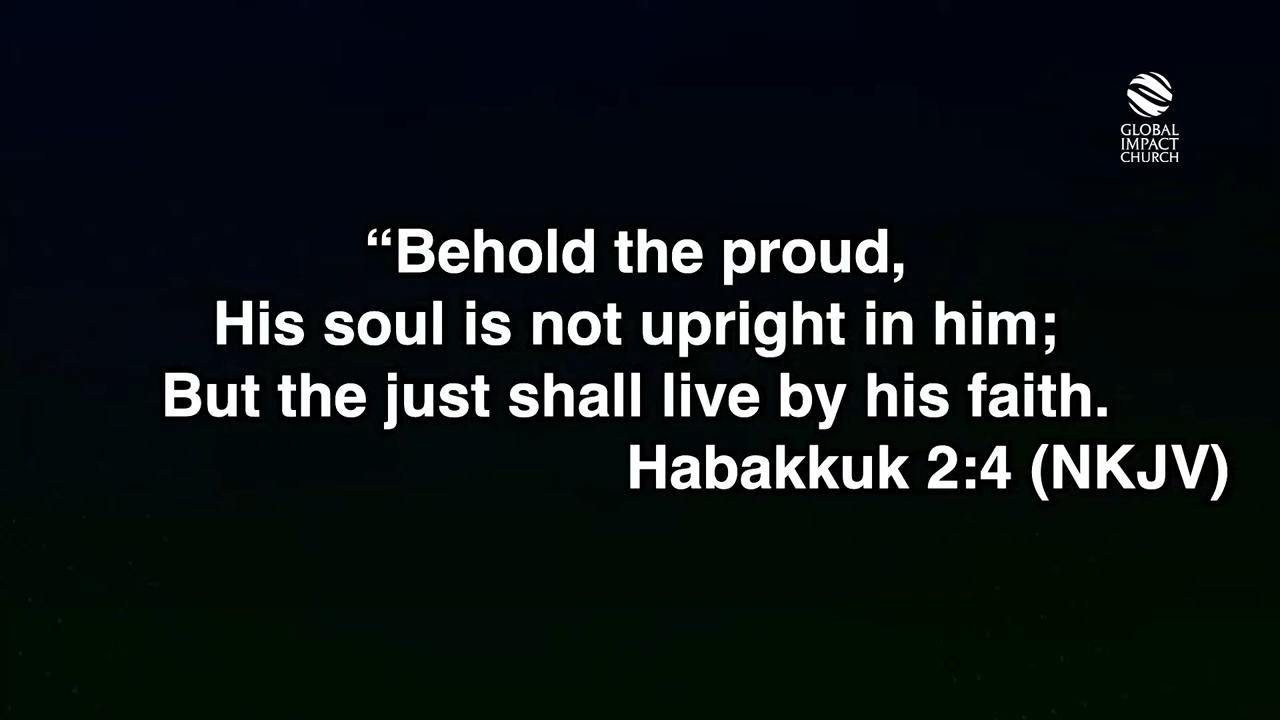 GLOBAL
IMPACT
CHURCH
“Behold the proud,
His soul is not upright in him;
But the just shall live by his faith.
Habakkuk 2:4 (NKJV)